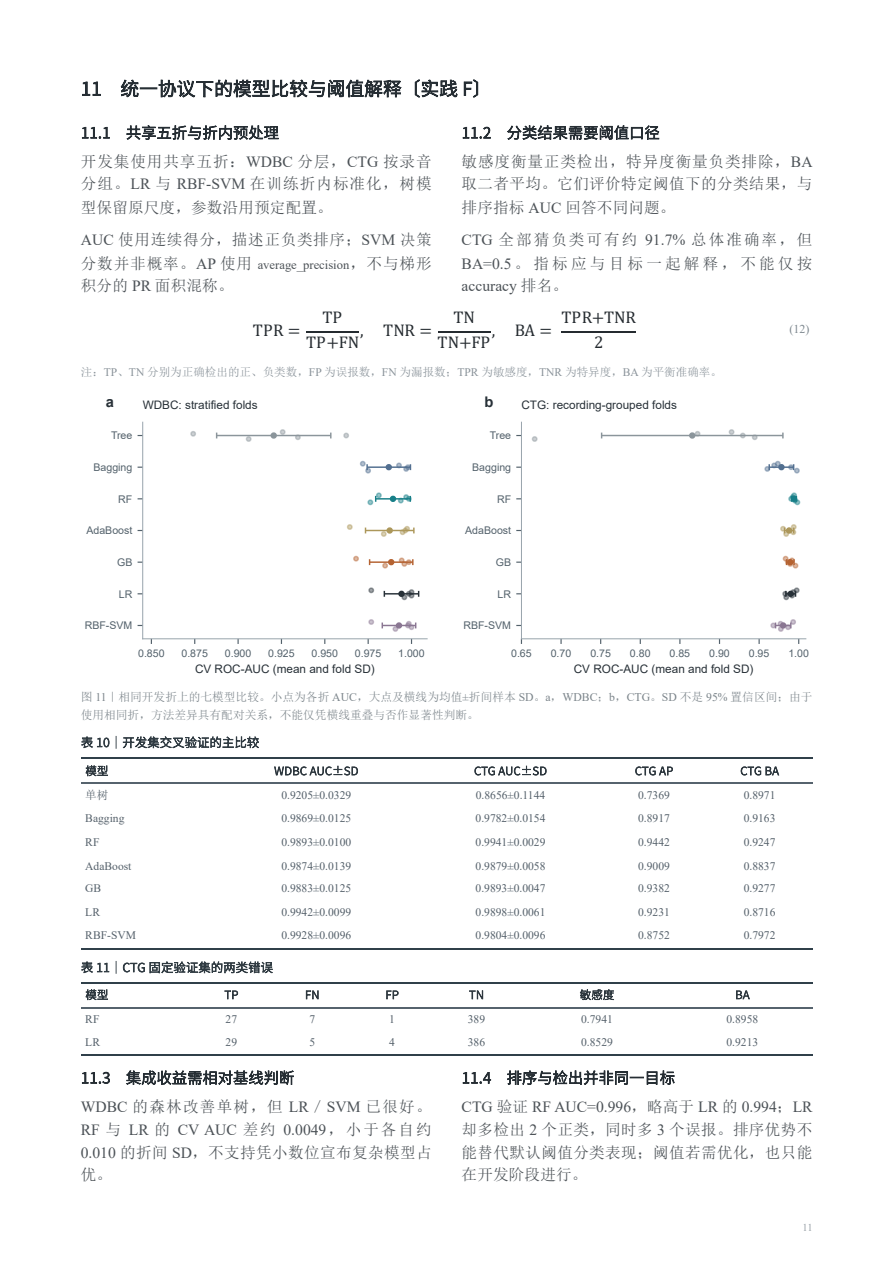 11 统一协议下的模型比较与阈值解释〔实践 F〕
11.1 共享五折与折内预处理
开发集使用共享五折：WDBC 分层，CTG 按录音
分组。LR 与 RBF-SVM 在训练折内标准化，树模
型保留原尺度，参数沿用预定配置。
AUC 使用连续得分，描述正负类排序；SVM 决策
分数并非概率。AP 使用 average_precision，不与梯形
积分的 PR 面积混称。
11.2 分类结果需要阈值口径
敏感度衡量正类检出，特异度衡量负类排除，BA
取二者平均。它们评价特定阈值下的分类结果，与
排序指标 AUC 回答不同问题。
CTG 全部猜负类可有约 91.7% 总体准确率，但
BA=0.5。指标应与目标一起解释，不能仅按
accuracy 排名。
TPR = TP / TP+FN, TNR = TN / TN+FP, BA = TPR+TNR / 2 (12)
注：TP、TN 分别为正确检出的正、负类数，FP 为误报数，FN 为漏报数；TPR 为敏感度，TNR 为特异度，BA 为平衡准确率。
a WDBC: stratified folds
Tree
Bagging
RF
AdaBoost
GB
LR
RBF-SVM
0.850 0.875 0.900 0.925 0.950 0.975 1.000
CV ROC-AUC (mean and fold SD)
b CTG: recording-grouped folds
Tree
Bagging
RF
AdaBoost
GB
LR
RBF-SVM
0.65 0.70 0.75 0.80 0.85 0.90 0.95 1.00
CV ROC-AUC (mean and fold SD)
图 11｜相同开发折上的七模型比较。小点为各折 AUC，大点及横线为均值±折间样本 SD。a，WDBC；b，CTG。SD 不是 95% 置信区间；由于
使用相同折，方法差异具有配对关系，不能仅凭横线重叠与否作显著性判断。
表 10｜开发集交叉验证的主比较
模型 WDBC AUC±SD CTG AUC±SD CTG AP CTG BA
单树 0.9205±0.0329 0.8656±0.1144 0.7369 0.8971
Bagging 0.9869±0.0125 0.9782±0.0154 0.8917 0.9163
RF 0.9893±0.0100 0.9941±0.0029 0.9442 0.9247
AdaBoost 0.9874±0.0139 0.9879±0.0058 0.9009 0.8837
GB 0.9883±0.0125 0.9893±0.0047 0.9382 0.9277
LR 0.9942±0.0099 0.9898±0.0061 0.9231 0.8716
RBF-SVM 0.9928±0.0096 0.9804±0.0096 0.8752 0.7972
表 11｜CTG 固定验证集的两类错误
模型 TP FN FP TN 敏感度 BA
RF 27 7 1 389 0.7941 0.8958
LR 29 5 4 386 0.8529 0.9213
11.3 集成收益需相对基线判断
WDBC 的森林改善单树，但 LR / SVM 已很好。
RF 与 LR 的 CV AUC 差约 0.0049，小于各自约
0.010 的折间 SD，不支持凭小数位宣布复杂模型占
优。
11.4 排序与检出并非同一目标
CTG 验证 RF AUC=0.996，略高于 LR 的 0.994；LR
却多检出 2 个正类，同时多 3 个误报。排序优势不
能替代默认阈值分类表现；阈值若需优化，也只能
在开发阶段进行。
11